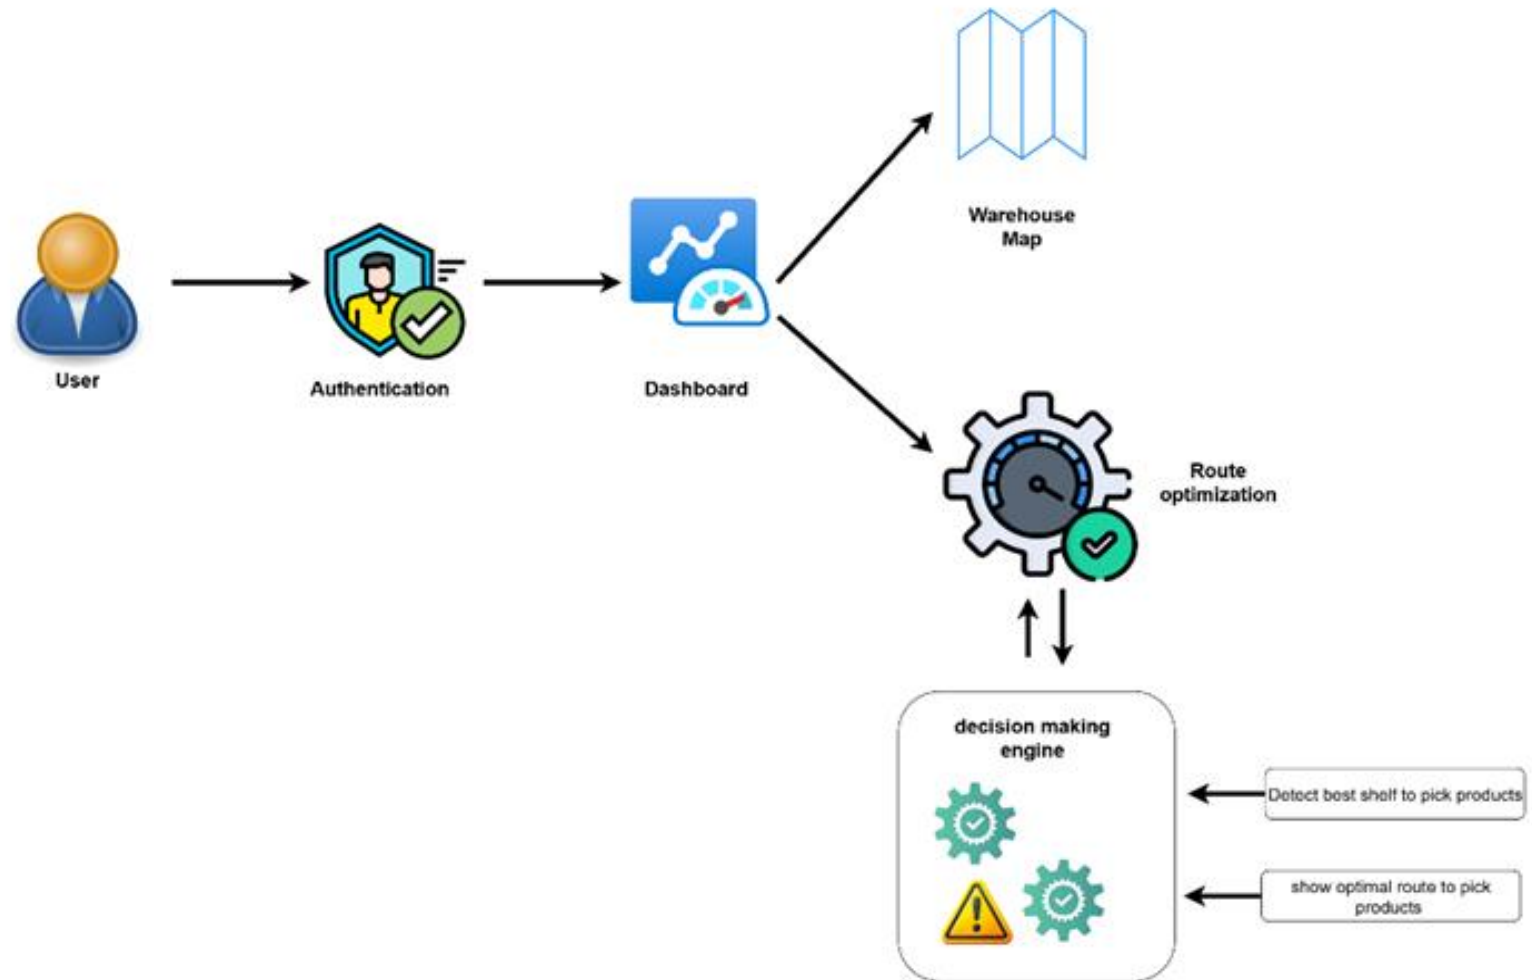 Warehouse
Map
User
Authentication
Dashboard
Route
optimization
decision making
engine
Detect best shelf to pick products
show optimal route to pick
products